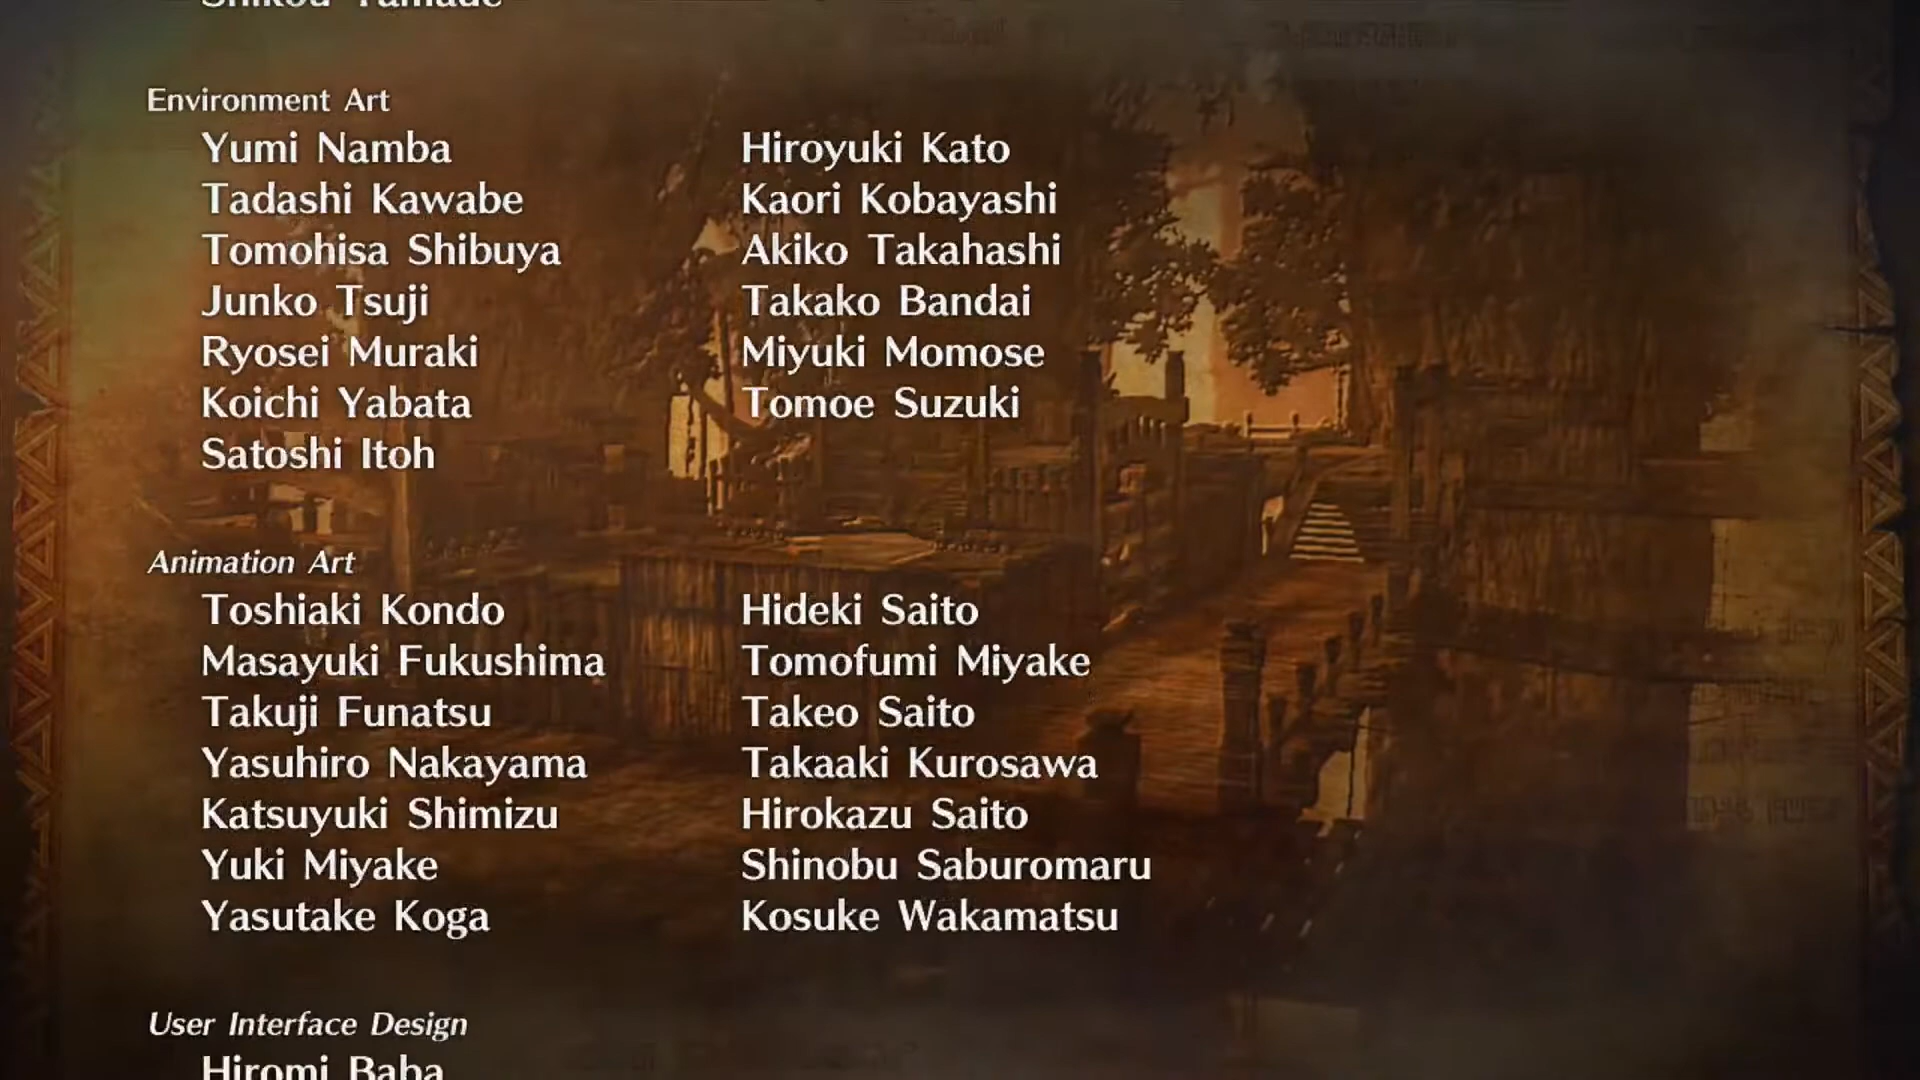 Environment Art
Yumi Namba
Hiroyuki Kato
Tadashi Kawabe
Kaori Kobayashi
Tomohisa Shibuya
Akiko Takahashi
Junko Tsuji
Takako Bandai
Ryosei Muraki
Miyuki Momose
Koichi Yabata
Tomoe Suzuki
Satoshi Itoh
Animation Art
Toshiaki Kondo
Hideki Saito
Masayuki Fukushima
Tomofumi Miyake
Takuji Funatsu
Takeo Saito
Yasuhiro Nakayama
Takaaki Kurosawa
Katsuyuki Shimizu
Hirokazu Saito
Yuki Miyake
Shinobu Saburomaru
Yasutake Koga
Kosuke Wakamatsu
User Interface Design
Hiromi Baba